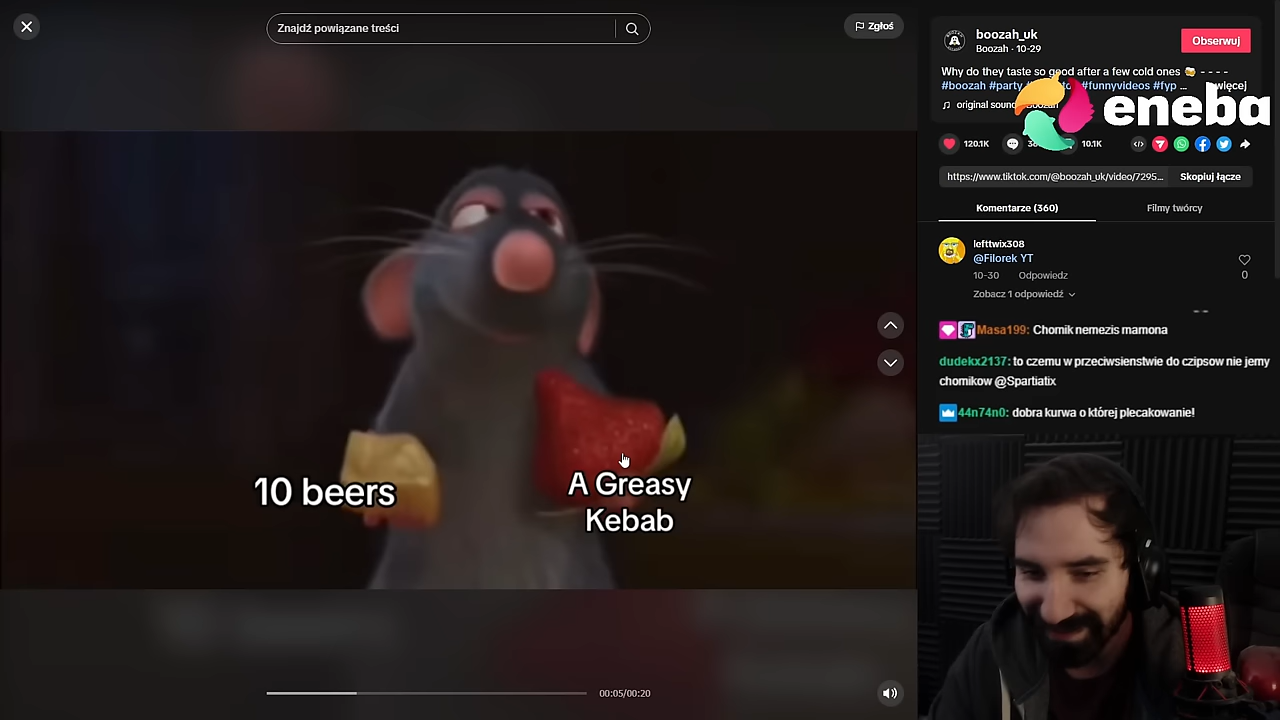 Znajdź powiązane treści
Zgłoś
10 beers
A Greasy
Kebab
00:05/00:20
boozah_uk
Boozah · 10-29
Obserwuj
Why do they taste so good after a few cold ones 🍻 - - - -
#boozah #party #funnyvideos #fyp ...
original sound
eneba
120.1K
10.1K
https://www.tiktok.com/@boozah_uk/video/7295...
Skopiuj łącze
Komentarze (360)
Filmy twórcy
lefttwix308
@Filorek YT
10-30 Odpowiedz
0
Zobacz 1 odpowiedź
Masa199: Chomik nemezis mamona
dudekx2137: to czemu w przeciwsienstwie do czipsow nie jemy
chomikow @Spartiatix
44n74n0: dobra kurwa o której plecakowanie!